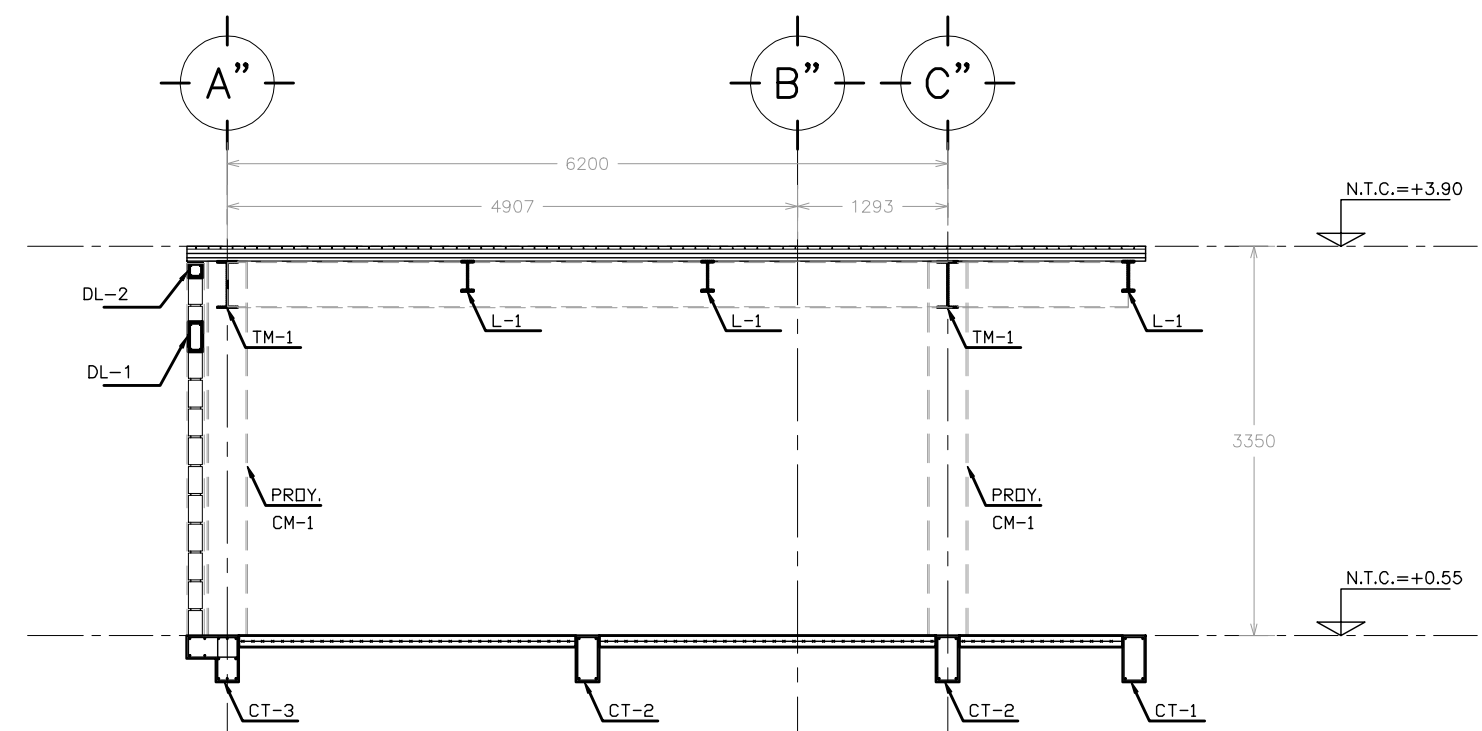 A”
B”
C”
6200
4907
1293
N.T.C.=+3.90
DL-2
TM-1
L-1
L-1
TM-1
L-1
DL-1
3350
PROY.
CM-1
PROY.
CM-1
N.T.C.=+0.55
CT-3
CT-2
CT-2
CT-1